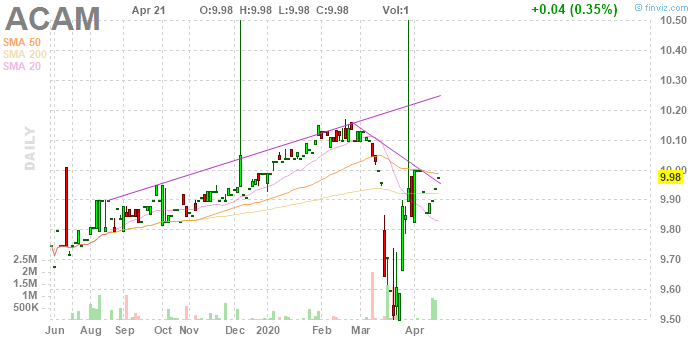 ACAM Apr 21 O:9.98 H:9.98 L:9.98 C:9.98 Vol:1 +0.04 (0.35%) © finviz.com
SMA 50
SMA 200
SMA 20
DAILY
10.50
10.40
10.30
10.20
10.10
10.00
9.98
9.90
9.80
9.70
9.60
9.50
2.5M
2M
1.5M
1M
500K
Jun Jul Aug Sep Oct Nov Dec 2020 Feb Mar Apr